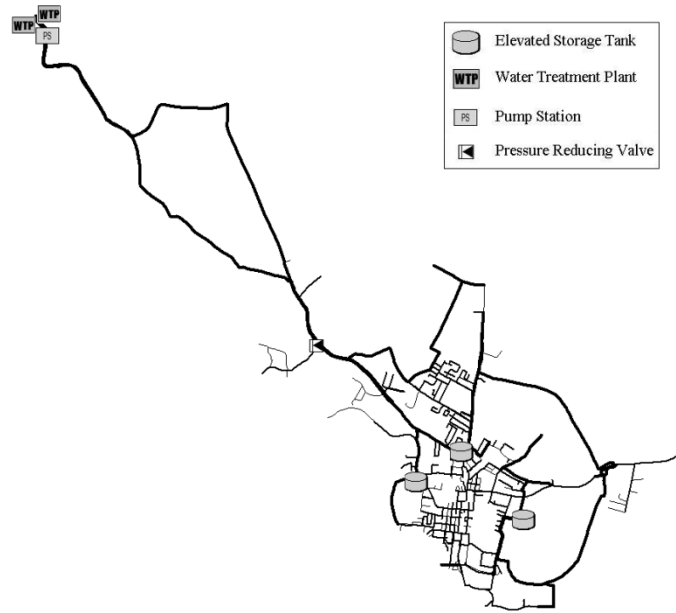 WTP
WTP
PS
Elevated Storage Tank
WTP Water Treatment Plant
PS Pump Station
Pressure Reducing Valve